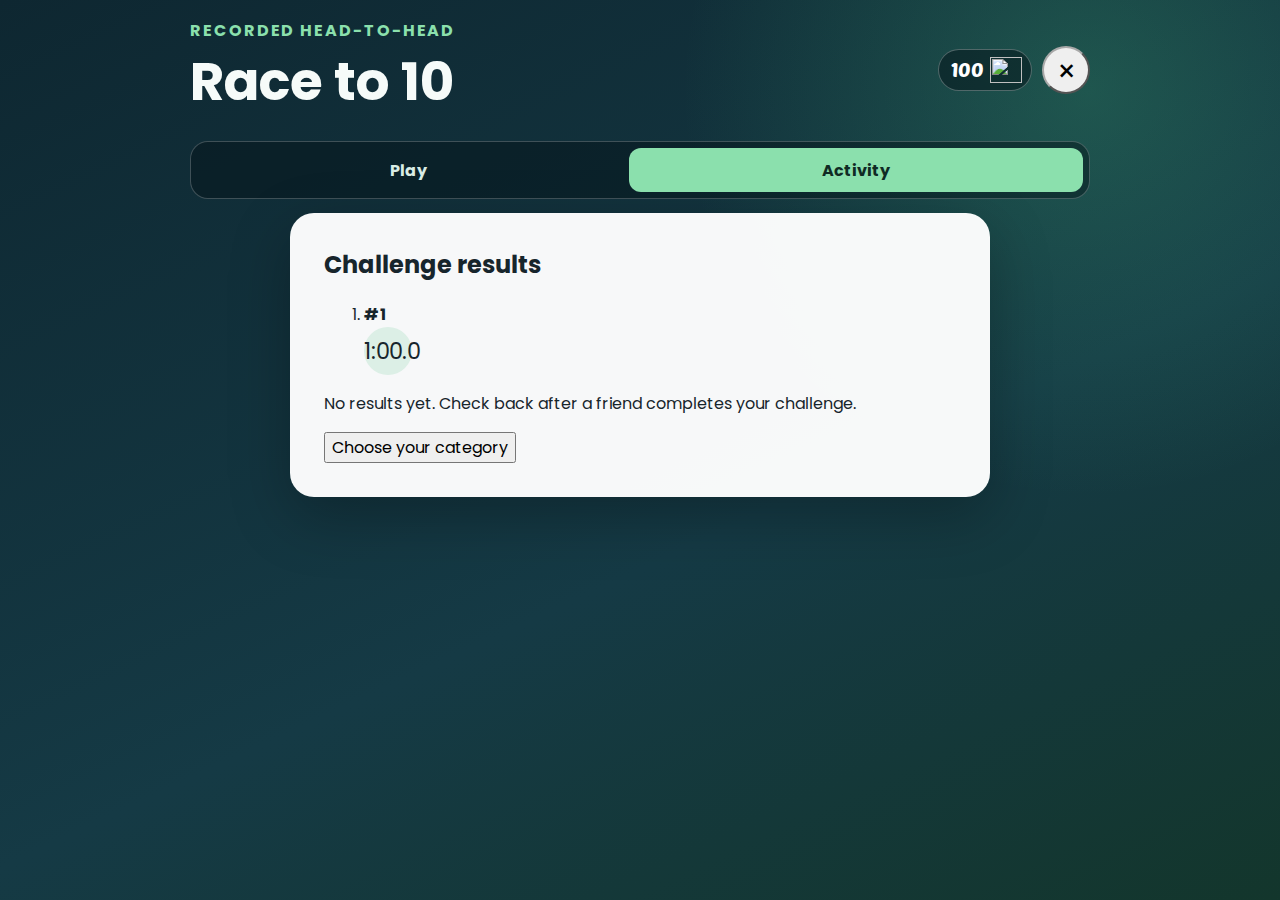 RECORDED HEAD-TO-HEAD
Race to 10
100
×
Play
Activity
Challenge results
1. #1
1:00.0
No results yet. Check back after a friend completes your challenge.
Choose your category